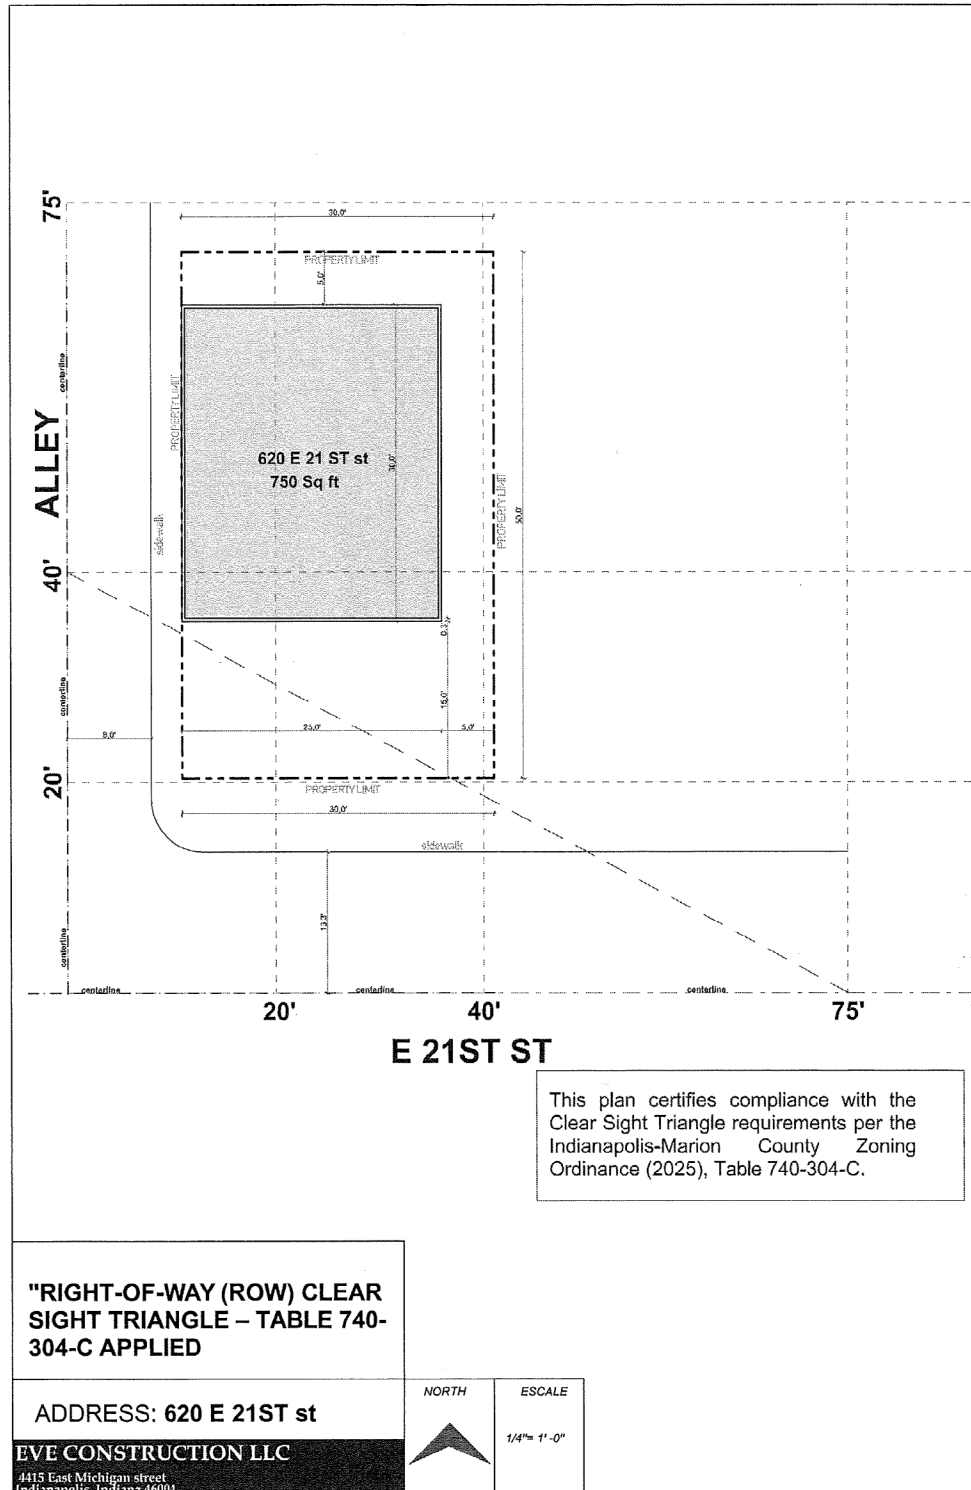 75'
30.0'
PROPERTY LIMIT
5.0'
centerline
PROPERTY LIMIT
ALLEY
620 E 21 ST st
750 Sq ft
30.0'
PROPERTY LIMIT
50.0'
sidewalk
40'
0.3'
centerline
15.0'
25.0'
5.0'
8.0'
20'
PROPERTY LIMIT
30.0'
sidewalk
13.3'
centerline
centerline
centerline
centerline
20'
40'
75'
E 21ST ST
This plan certifies compliance with the
Clear Sight Triangle requirements per the
Indianapolis-Marion County Zoning
Ordinance (2025), Table 740-304-C.
"RIGHT-OF-WAY (ROW) CLEAR
SIGHT TRIANGLE – TABLE 740-
304-C APPLIED
ADDRESS: 620 E 21ST st
NORTH
ESCALE
1/4"= 1' -0"
EVE CONSTRUCTION LLC
4415 East Michigan street
Indianapolis, Indiana 46001